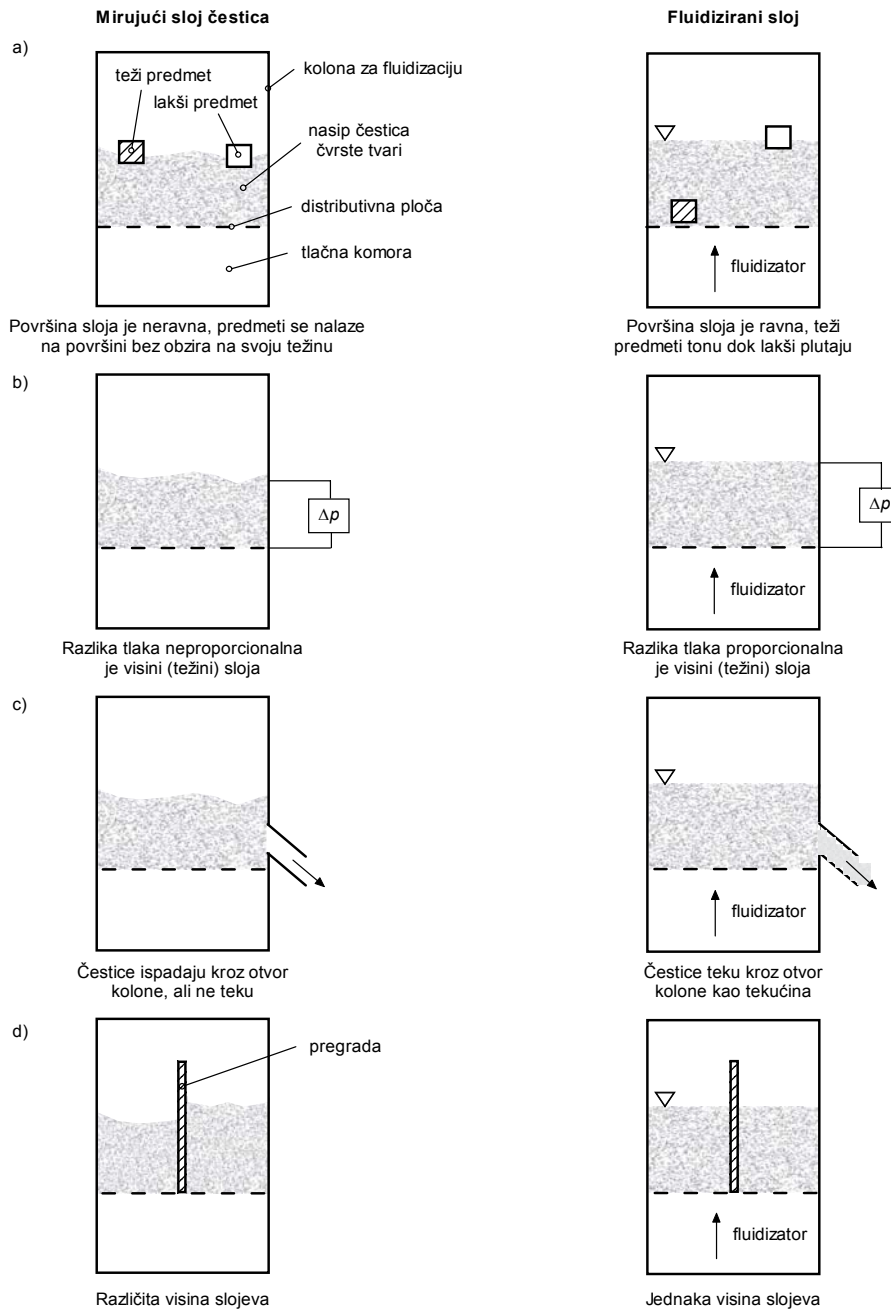 Mirujući sloj čestica
Fluidizirani sloj
a)
teži predmet
lakši predmet
kolona za fluidizaciju
nasip čestica
čvrste tvari
distributivna ploča
tlačna komora
fluidizator
Površina sloja je neravna, predmeti se nalaze
na površini bez obzira na svoju težinu
Površina sloja je ravna, teži
predmeti tonu dok lakši plutaju
b)
Δp
Δp
fluidizator
Razlika tlaka neproporcionalna
je visini (težini) sloja
Razlika tlaka proporcionalna
je visini (težini) sloja
c)
fluidizator
Čestice ispadaju kroz otvor
kolone, ali ne teku
Čestice teku kroz otvor
kolone kao tekućina
d)
pregrada
fluidizator
Različita visina slojeva
Jednaka visina slojeva